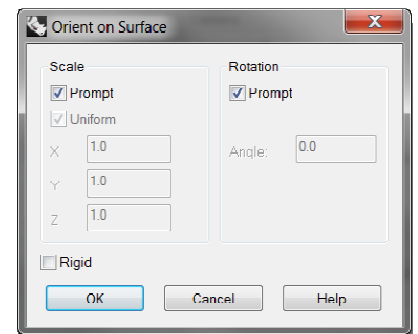 Orient on Surface
Scale
Prompt
Uniform
X 1.0
Y 1.0
Z 1.0
Rotation
Prompt
Angle: 0.0
Rigid
OK Cancel Help